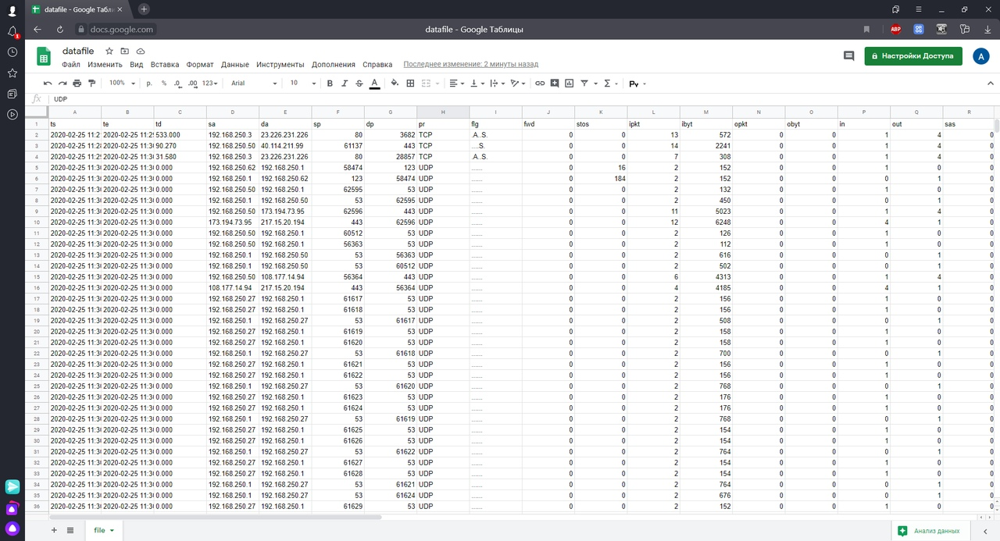 datafile - Google Табли
docs.google.com
datafile - Google Таблицы
ABP
datafile
Файл Изменить Вид Вставка Формат Данные Инструменты Дополнения Справка Последнее изменение: 2 минуты назад
Настройки Доступа
A
100% р. % .0 .00 123 Arial 10 B I S A Σ
fx UDP
A B C D E F G H I J K L M N O P Q R
1 ts te td sa da sp dp pr flg fwd stos ipkt ibyt opkt obyt in out sas
2 2020-02-25 11:2 2020-02-25 11:2 533.000 192.168.250.3 23.226.231.226 80 3682 TCP .A..S. 0 0 13 572 0 0 1 4 0
3 2020-02-25 11:2 2020-02-25 11:3 90.270 192.168.250.50 40.114.211.99 61137 443 TCP ....S. 0 0 14 2241 0 0 1 4 0
4 2020-02-25 11:2 2020-02-25 11:3 31.580 192.168.250.3 23.226.231.226 80 28857 TCP .A..S. 0 0 7 308 0 0 1 4 0
5 2020-02-25 11:3 2020-02-25 11:3 0.000 192.168.250.62 192.168.250.1 58474 123 UDP ...... 0 16 2 152 0 0 1 0 0
6 2020-02-25 11:3 2020-02-25 11:3 0.000 192.168.250.1 192.168.250.62 123 58474 UDP ...... 0 184 2 152 0 0 0 1 0
7 2020-02-25 11:3 2020-02-25 11:3 0.000 192.168.250.50 192.168.250.1 62595 53 UDP ...... 0 0 2 132 0 0 1 0 0
8 2020-02-25 11:3 2020-02-25 11:3 0.000 192.168.250.1 192.168.250.50 53 62595 UDP ...... 0 0 2 450 0 0 0 1 0
9 2020-02-25 11:3 2020-02-25 11:3 0.000 192.168.250.50 173.194.73.95 62596 443 UDP ...... 0 0 11 5023 0 0 1 4 0
10 2020-02-25 11:3 2020-02-25 11:3 0.000 173.194.73.95 217.15.20.194 443 62596 UDP ...... 0 0 12 6248 0 0 4 1 0
11 2020-02-25 11:3 2020-02-25 11:3 0.000 192.168.250.50 192.168.250.1 60512 53 UDP ...... 0 0 2 126 0 0 1 0 0
12 2020-02-25 11:3 2020-02-25 11:3 0.000 192.168.250.50 192.168.250.1 56363 53 UDP ...... 0 0 2 112 0 0 1 0 0
13 2020-02-25 11:3 2020-02-25 11:3 0.000 192.168.250.1 192.168.250.50 53 56363 UDP ...... 0 0 2 616 0 0 0 1 0
14 2020-02-25 11:3 2020-02-25 11:3 0.000 192.168.250.1 192.168.250.50 53 60512 UDP ...... 0 0 2 502 0 0 0 1 0
15 2020-02-25 11:3 2020-02-25 11:3 0.000 192.168.250.50 108.177.14.94 56364 443 UDP ...... 0 0 6 4313 0 0 1 4 0
16 2020-02-25 11:3 2020-02-25 11:3 0.000 108.177.14.94 217.15.20.194 443 56364 UDP ...... 0 0 4 4185 0 0 4 1 0
17 2020-02-25 11:3 2020-02-25 11:3 0.000 192.168.250.27 192.168.250.1 61617 53 UDP ...... 0 0 2 156 0 0 1 0 0
18 2020-02-25 11:3 2020-02-25 11:3 0.000 192.168.250.27 192.168.250.1 61618 53 UDP ...... 0 0 2 156 0 0 1 0 0
19 2020-02-25 11:3 2020-02-25 11:3 0.000 192.168.250.1 192.168.250.27 53 61617 UDP ...... 0 0 2 508 0 0 0 1 0
20 2020-02-25 11:3 2020-02-25 11:3 0.000 192.168.250.27 192.168.250.1 61619 53 UDP ...... 0 0 2 158 0 0 1 0 0
21 2020-02-25 11:3 2020-02-25 11:3 0.000 192.168.250.27 192.168.250.1 61620 53 UDP ...... 0 0 2 158 0 0 1 0 0
22 2020-02-25 11:3 2020-02-25 11:3 0.000 192.168.250.1 192.168.250.27 53 61618 UDP ...... 0 0 2 700 0 0 0 1 0
23 2020-02-25 11:3 2020-02-25 11:3 0.000 192.168.250.27 192.168.250.1 61621 53 UDP ...... 0 0 2 156 0 0 1 0 0
24 2020-02-25 11:3 2020-02-25 11:3 0.000 192.168.250.27 192.168.250.1 61622 53 UDP ...... 0 0 2 156 0 0 1 0 0
25 2020-02-25 11:3 2020-02-25 11:3 0.000 192.168.250.1 192.168.250.27 53 61620 UDP ...... 0 0 2 768 0 0 0 1 0
26 2020-02-25 11:3 2020-02-25 11:3 0.000 192.168.250.27 192.168.250.1 61623 53 UDP ...... 0 0 2 176 0 0 1 0 0
27 2020-02-25 11:3 2020-02-25 11:3 0.000 192.168.250.27 192.168.250.1 61624 53 UDP ...... 0 0 2 176 0 0 1 0 0
28 2020-02-25 11:3 2020-02-25 11:3 0.000 192.168.250.1 192.168.250.27 53 61619 UDP ...... 0 0 2 768 0 0 0 1 0
29 2020-02-25 11:3 2020-02-25 11:3 0.000 192.168.250.27 192.168.250.1 61625 53 UDP ...... 0 0 2 154 0 0 1 0 0
30 2020-02-25 11:3 2020-02-25 11:3 0.000 192.168.250.27 192.168.250.1 61626 53 UDP ...... 0 0 2 154 0 0 1 0 0
31 2020-02-25 11:3 2020-02-25 11:3 0.000 192.168.250.1 192.168.250.27 53 61622 UDP ...... 0 0 2 764 0 0 0 1 0
32 2020-02-25 11:3 2020-02-25 11:3 0.000 192.168.250.27 192.168.250.1 61627 53 UDP ...... 0 0 2 154 0 0 1 0 0
33 2020-02-25 11:3 2020-02-25 11:3 0.000 192.168.250.27 192.168.250.1 61628 53 UDP ...... 0 0 2 154 0 0 1 0 0
34 2020-02-25 11:3 2020-02-25 11:3 0.000 192.168.250.1 192.168.250.27 53 61621 UDP ...... 0 0 2 764 0 0 0 1 0
35 2020-02-25 11:3 2020-02-25 11:3 0.000 192.168.250.1 192.168.250.27 53 61624 UDP ...... 0 0 2 676 0 0 0 1 0
36 2020-02-25 11:3 2020-02-25 11:3 0.000 192.168.250.27 192.168.250.1 61629 53 UDP ...... 0 0 2 152 0 0 1 0 0
file
Анализ данных